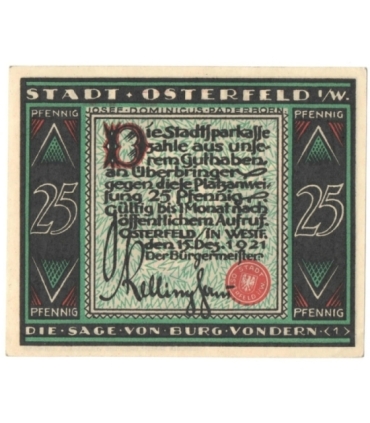 STADT · OSTERFELD i/W.
PFENNIG JOSEF·DOMINICUS·PADERBORN. PFENNIG
Die Stadtsparkasse
zahle aus unse-
rem Guthaben,
an Überbringer
gegen diese Platzanwei-
sung 25 Pfennig.
gültig bis 1 Monat nach
öffentlichem Aufruf.
OSTERFELD in WESTF.
den 15. Dez. 1921
Der Bürgermeister:
25 25
PFENNIG PFENNIG
DIE · SAGE · VON · BURG · VONDERN · <1>